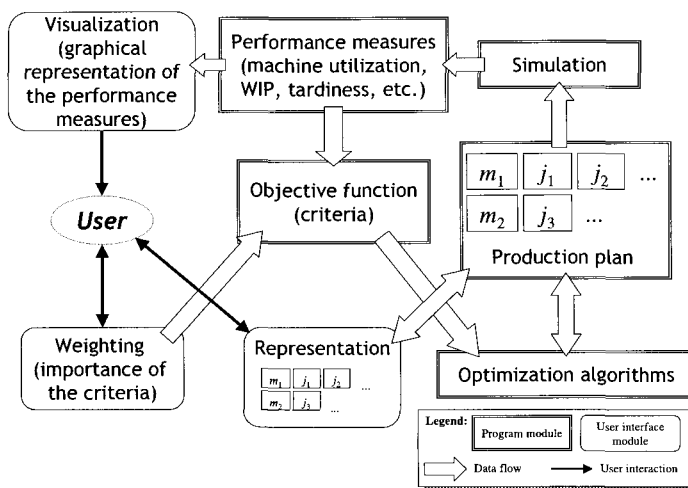 Visualization
(graphical
representation of
the performance
measures)
Performance measures
(machine utilization,
WIP, tardiness, etc.)
Simulation
m1 j1 j2 ...
m2 j3 ...
Production plan
Objective function
(criteria)
User
Weighting
(importance of
the criteria)
Representation
m1 j1 j2 ...
m2 j3 ...
Optimization algorithms
Legend:
Program module
User interface
module
Data flow
User interaction